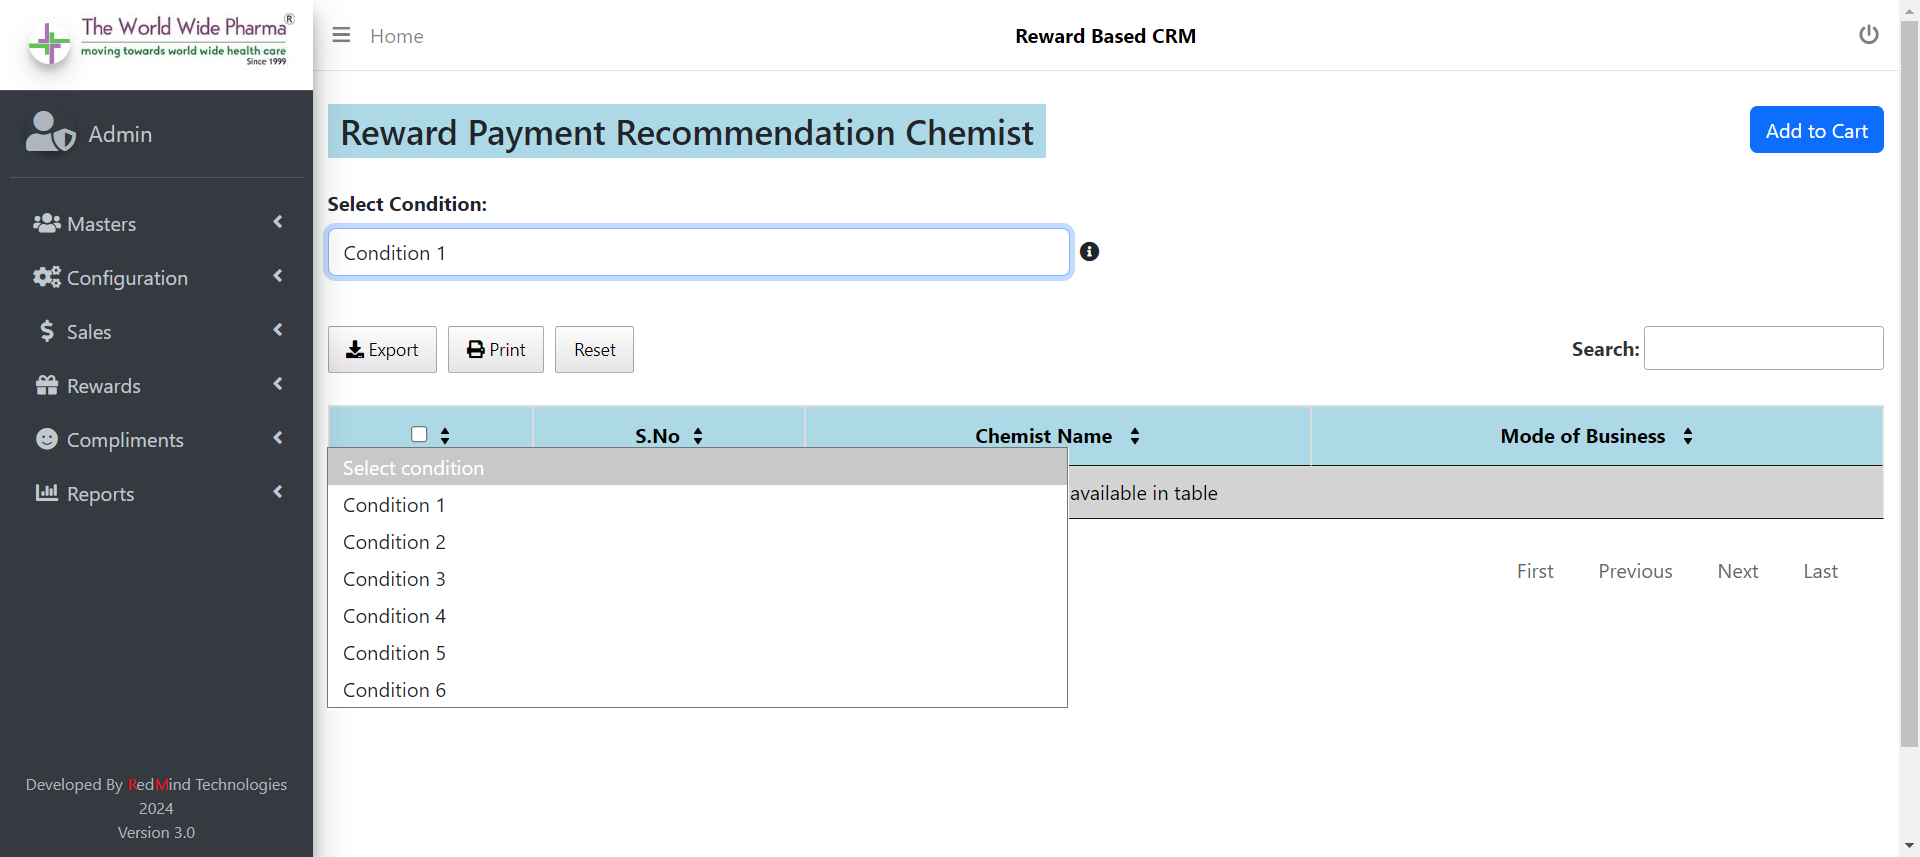 The World Wide Pharma®
moving towards world wide health care
Since 1999
Home
Reward Based CRM
Admin
Masters
Configuration
Sales
Rewards
Compliments
Reports
Developed By RedMind Technologies
2024
Version 3.0
Reward Payment Recommendation Chemist
Add to Cart
Select Condition:
Condition 1
Export
Print
Reset
Search:
S.No
Chemist Name
Mode of Business
available in table
Select condition
Condition 1
Condition 2
Condition 3
Condition 4
Condition 5
Condition 6
First
Previous
Next
Last